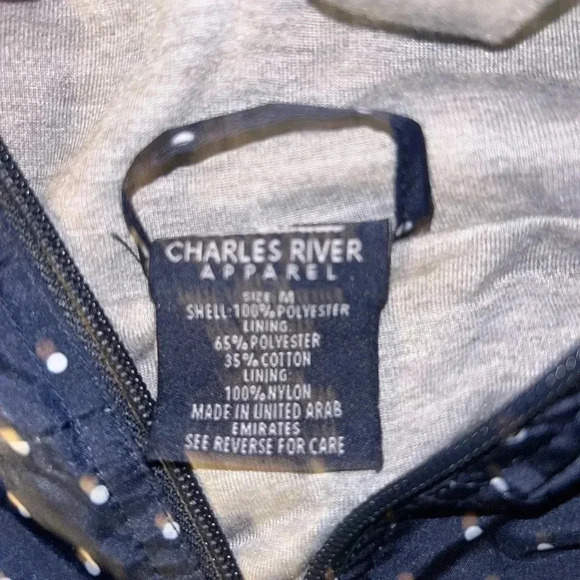 CHARLES RIVER
APPAREL
SIZE M
SHELL:100%POLYESTER
LINING:
65%POLYESTER
35%COTTON
LINING:
100%NYLON
MADE IN UNITED ARAB
EMIRATES
SEE REVERSE FOR CARE